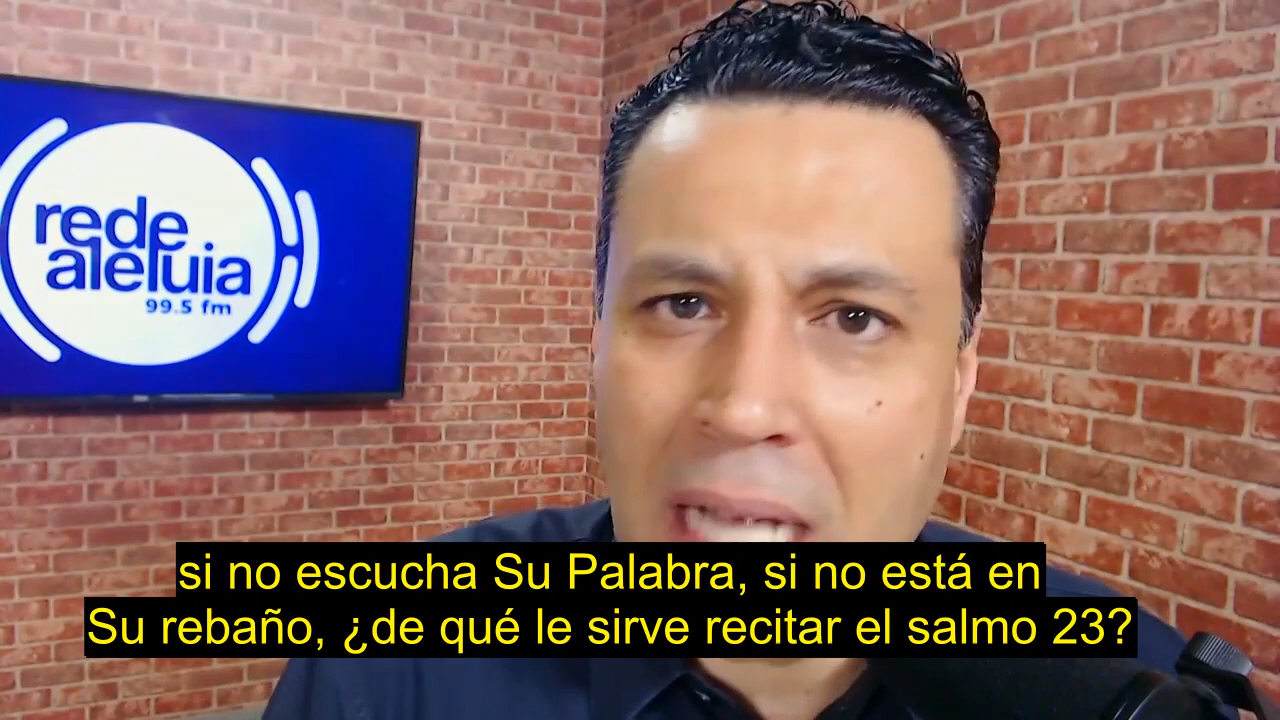 rede
aleluia
99.5 fm
si no escucha Su Palabra, si no está en
Su rebaño, ¿de qué le sirve recitar el salmo 23?